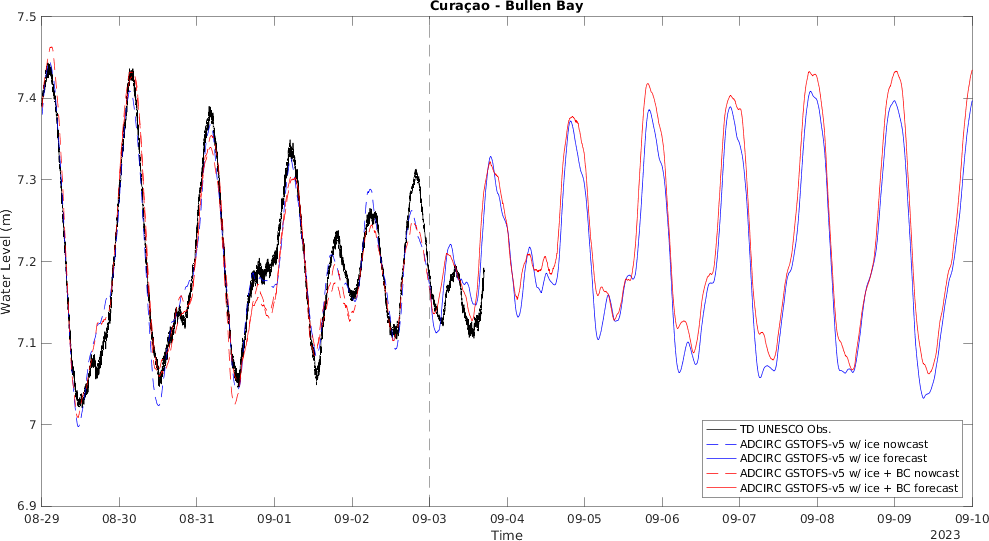 Curaçao - Bullen Bay
Water Level (m)
7.5
7.4
7.3
7.2
7.1
7
6.9
08-29 08-30 08-31 09-01 09-02 09-03 09-04 09-05 09-06 09-07 09-08 09-09 09-10
Time
2023
TD UNESCO Obs.
ADCIRC GSTOFS-v5 w/ ice nowcast
ADCIRC GSTOFS-v5 w/ ice forecast
ADCIRC GSTOFS-v5 w/ ice + BC nowcast
ADCIRC GSTOFS-v5 w/ ice + BC forecast